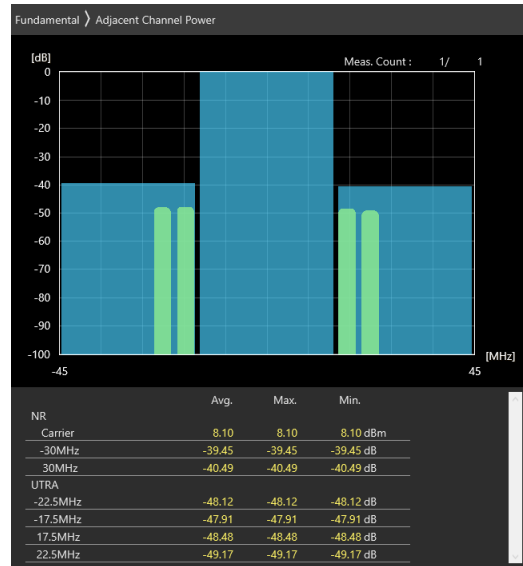 Fundamental 〉 Adjacent Channel Power
[dB]
Meas. Count : 1/ 1
0
-10
-20
-30
-40
-50
-60
-70
-80
-90
-100
[MHz]
-45 45
Avg. Max. Min.
NR
Carrier 8.10 8.10 8.10 dBm
-30MHz -39.45 -39.45 -39.45 dB
30MHz -40.49 -40.49 -40.49 dB
UTRA
-22.5MHz -48.12 -48.12 -48.12 dB
-17.5MHz -47.91 -47.91 -47.91 dB
17.5MHz -48.48 -48.48 -48.48 dB
22.5MHz -49.17 -49.17 -49.17 dB